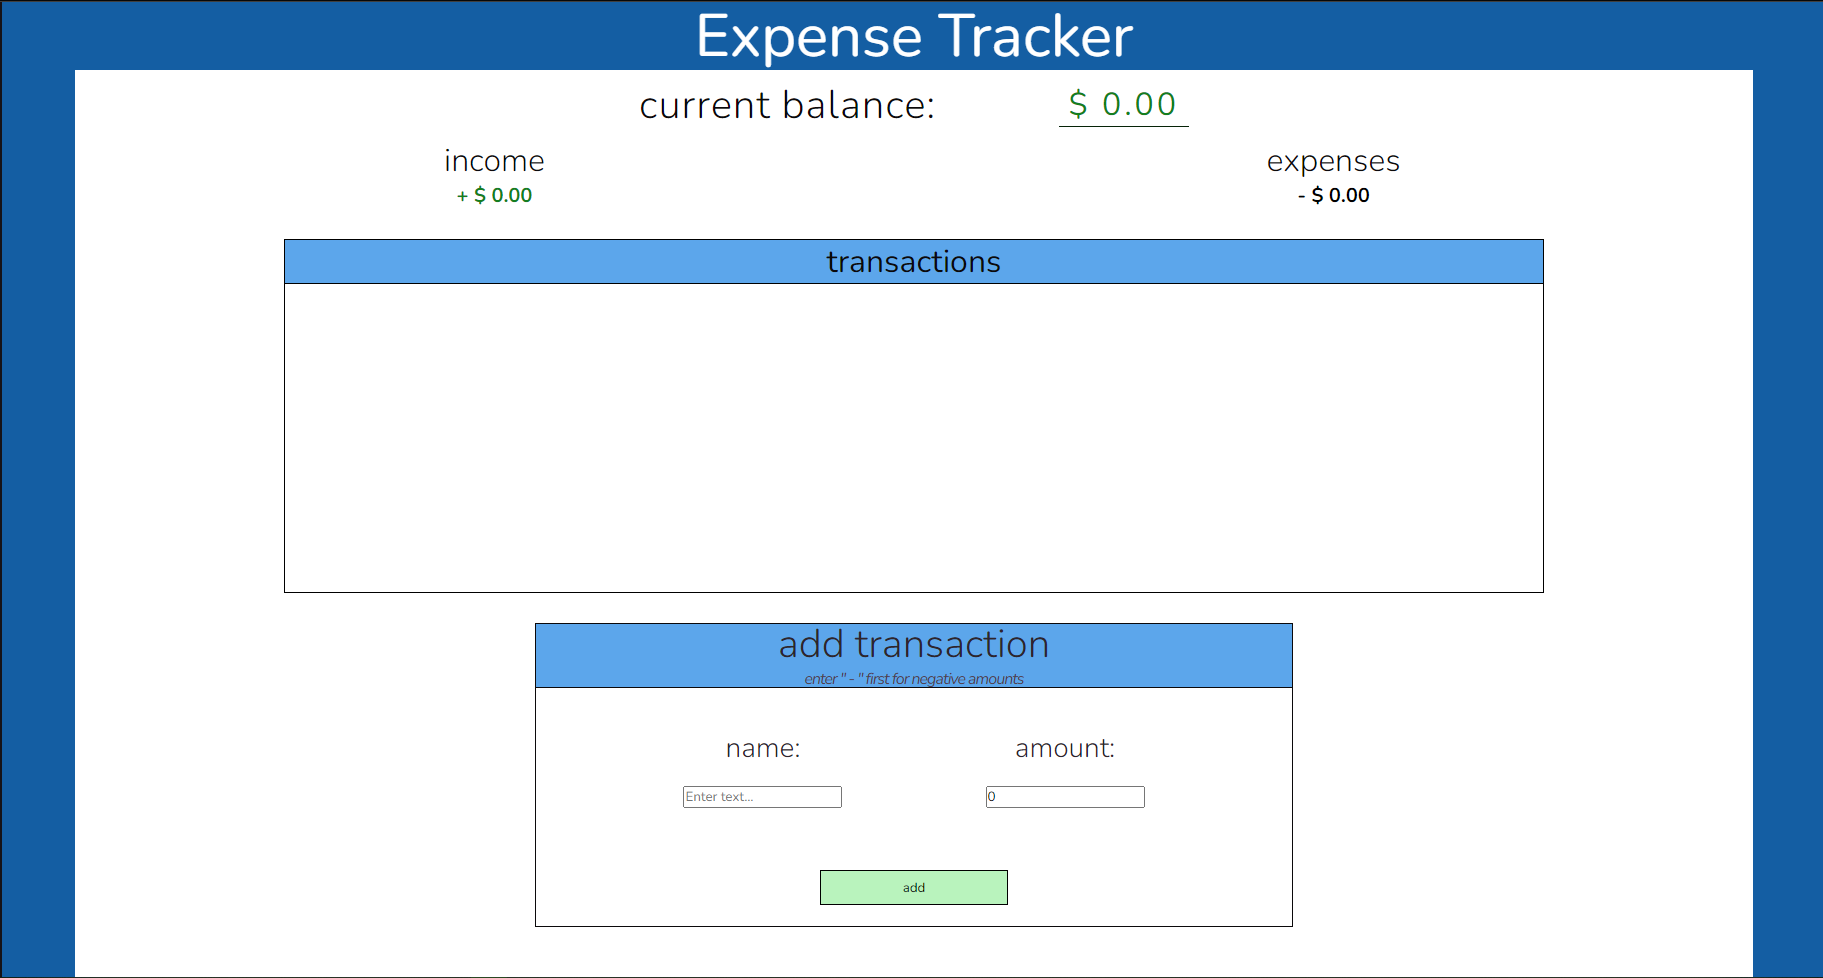 Expense Tracker
current balance: $ 0.00
income expenses
+ $ 0.00 - $ 0.00
transactions
add transaction
enter " - " first for negative amounts
name: amount:
Enter text... 0
add